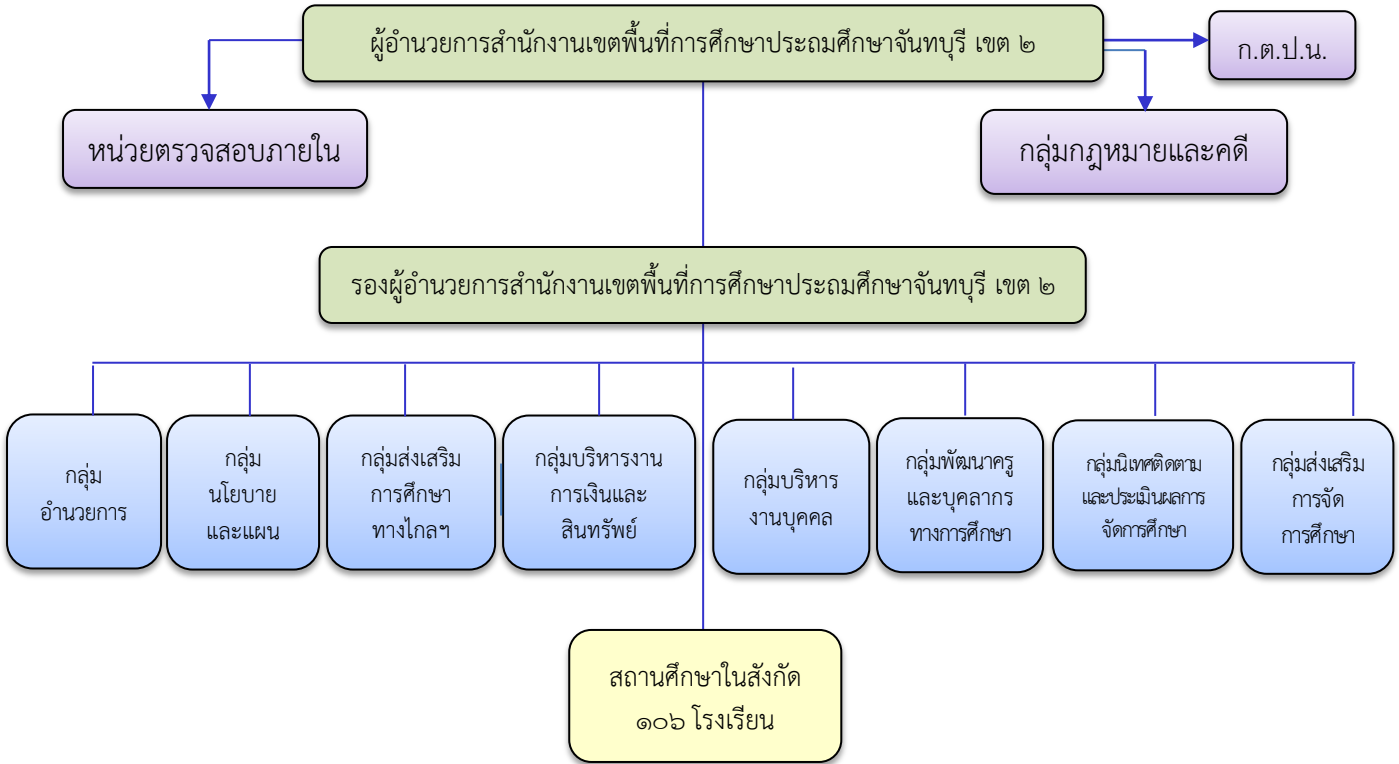 ผู้อำนวยการสำนักงานเขตพื้นที่การศึกษาประถมศึกษาจันทบุรี เขต ๒
ก.ต.ป.น.
หน่วยตรวจสอบภายใน
กลุ่มกฎหมายและคดี
รองผู้อำนวยการสำนักงานเขตพื้นที่การศึกษาประถมศึกษาจันทบุรี เขต ๒
กลุ่ม
อำนวยการ
กลุ่ม
นโยบาย
และแผน
กลุ่มส่งเสริม
การศึกษา
ทางไกลฯ
กลุ่มบริหารงาน
การเงินและ
สินทรัพย์
กลุ่มบริหาร
งานบุคคล
กลุ่มพัฒนาครู
และบุคลากร
ทางการศึกษา
กลุ่มนิเทศติดตาม
และประเมินผลการ
จัดการศึกษา
กลุ่มส่งเสริม
การจัด
การศึกษา
สถานศึกษาในสังกัด
๑๐๖ โรงเรียน